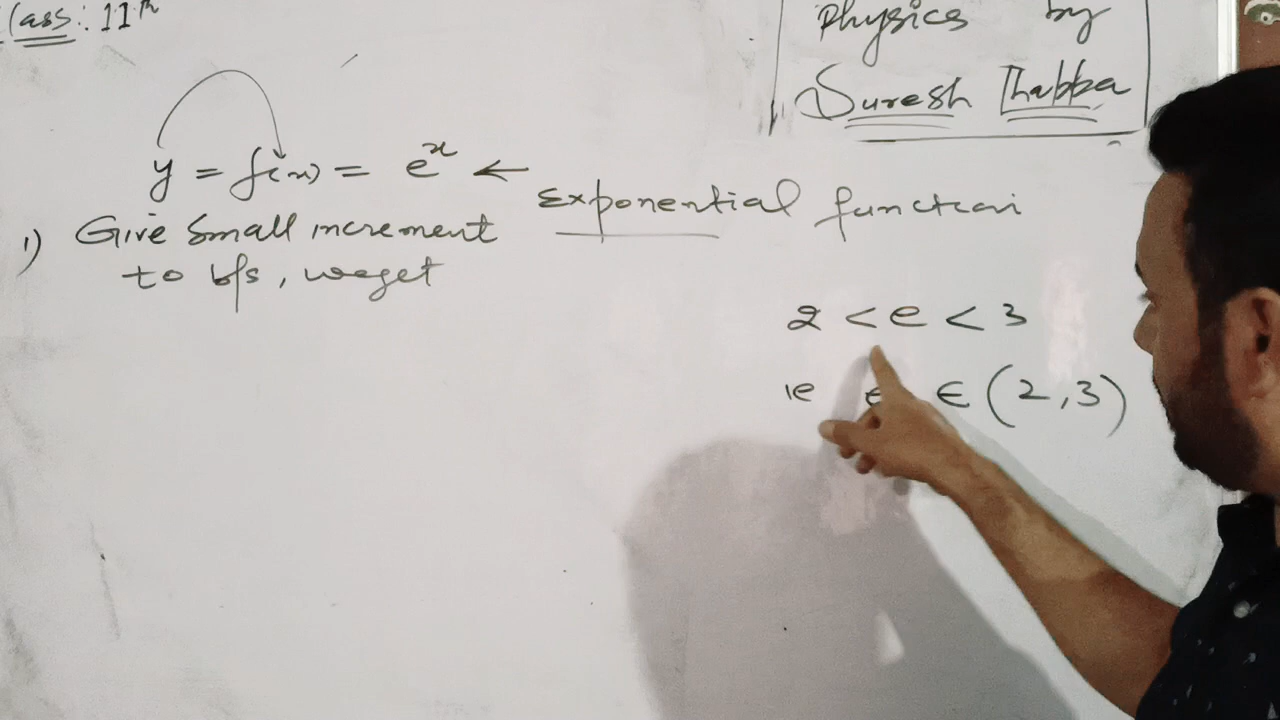 Class: 11th
Physics by
Suresh Thabba
y = f(x) = e^x ← Exponential function
1) Give Small increment
to b/s, we get
2 < e < 3
ie e ∈ (2,3)